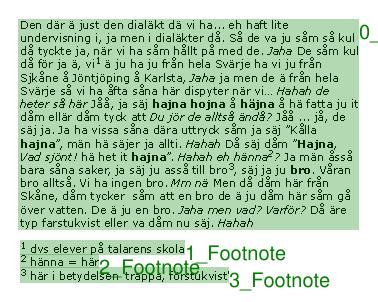 Den där ä just den dialäkt dä vi ha... eh haft lite
undervisning i, ja men i dialäkter då. Så de va ju såm så kul
då tyckte ja, när vi ha såm hållt på med de. Jaha De såm kul
då för ja ä, vi¹ ä ju ha ju från hela Svärje ha vi ju från
Sjkåne å Jöntjöping å Karlsta, Jaha ja men de ä från hela
Svärje så vi ha åfta såna här dispyter när vi... Hahah de
heter så här Jåå, ja säj hajna hojna å häjna å hä fatta ju it
dåm ellär dåm tyck att Du jör de alltså ändå? Jåå ... jå, de
säj ja. Ja ha vissa såna dära uttryck såm ja säj "Kålla
hajna", män hä säjer ja allti. Hahah Då säj dåm "Hajna,
Vad sjönt! hä het it hajna". Hahah eh hänna²? Ja män åsså
bara såna saker, ja säj ju asså till bro³, säj ja ju bro. Våran
bro alltså. Vi ha ingen bro. Mm nä Men då dåm här från
Skåne, dåm tycker såm att en bro de ä ju dåm här såm gå
över vatten. De ä ju en bro. Jaha men vad? Varför? Då äre
typ farstukvist eller va dåm nu säj. Hahah
0_
¹ dvs elever på talarens skola
1_Footnote
² hänna = här
2_Footnote
³ här i betydelsen 'trappa, förstukvist'
3_Footnote